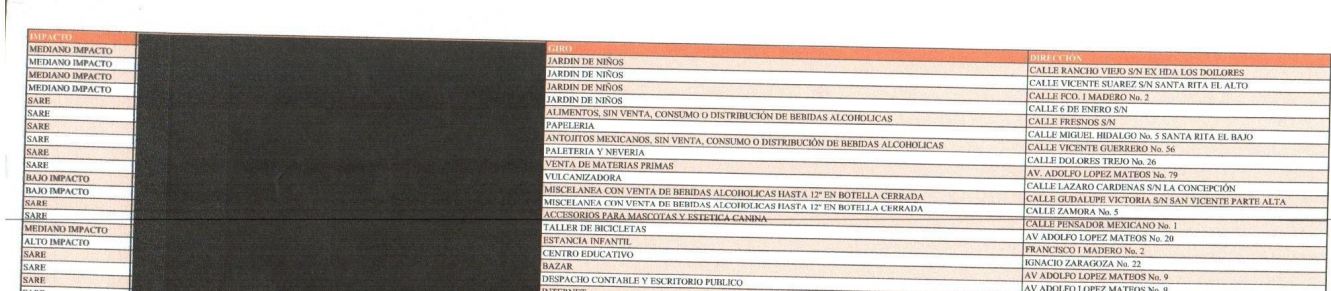 IMPACTO GIRO DIRECCIÓN
MEDIANO IMPACTO JARDIN DE NIÑOS CALLE RANCHO VIEJO S/N EX HDA LOS DOILORES
MEDIANO IMPACTO JARDIN DE NIÑOS CALLE VICENTE SUAREZ S/N SANTA RITA EL ALTO
MEDIANO IMPACTO JARDIN DE NIÑOS CALLE FCO. I MADERO No. 2
MEDIANO IMPACTO JARDIN DE NIÑOS CALLE 6 DE ENERO S/N
SARE ALIMENTOS, SIN VENTA, CONSUMO O DISTRIBUCIÓN DE BEBIDAS ALCOHOLICAS CALLE FRESNOS S/N
SARE PAPELERIA CALLE MIGUEL HIDALGO No. 5 SANTA RITA EL BAJO
SARE ANTOJITOS MEXICANOS, SIN VENTA, CONSUMO O DISTRIBUCIÓN DE BEBIDAS ALCOHOLICAS CALLE VICENTE GUERRERO No. 56
SARE PALETERIA Y NEVERIA CALLE DOLORES TREJO No. 26
SARE VENTA DE MATERIAS PRIMAS AV. ADOLFO LOPEZ MATEOS No. 79
SARE VULCANIZADORA CALLE LAZARO CARDENAS S/N LA CONCEPCIÓN
BAJO IMPACTO MISCELANEA CON VENTA DE BEBIDAS ALCOHOLICAS HASTA 12° EN BOTELLA CERRADA CALLE GUDALUPE VICTORIA S/N SAN VICENTE PARTE ALTA
BAJO IMPACTO MISCELANEA CON VENTA DE BEBIDAS ALCOHOLICAS HASTA 12° EN BOTELLA CERRADA CALLE ZAMORA No. 5
SARE ACCESORIOS PARA MASCOTAS Y ESTETICA CANINA CALLE PENSADOR MEXICANO No. 1
SARE TALLER DE BICICLETAS AV ADOLFO LOPEZ MATEOS No. 20
MEDIANO IMPACTO ESTANCIA INFANTIL FRANCISCO I MADERO No. 2
ALTO IMPACTO CENTRO EDUCATIVO IGNACIO ZARAGOZA No. 22
SARE BAZAR AV ADOLFO LOPEZ MATEOS No. 9
SARE DESPACHO CONTABLE Y ESCRITORIO PUBLICO AV ADOLFO LOPEZ MATEOS No. 8
SARE INTERNET
SARE